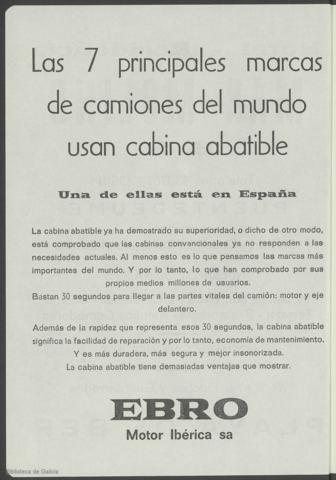 Las 7 principales marcas
de camiones del mundo
usan cabina abatible
Una de ellas está en España
La cabina abatible ya ha demostrado su superioridad, o dicho de otro modo,
está comprobado que las cabinas convencionales ya no responden a las
necesidades actuales. Al menos esto es lo que pensamos las marcas más
importantes del mundo. Y por lo tanto, lo que han comprobado por sus
propios medios millones de usuarios.
Bastan 30 segundos para llegar a las partes vitales del camión: motor y eje
delantero.
Además de la rapidez que representa esos 30 segundos, la cabina abatible
significa la facilidad de reparación y por lo tanto, economía de mantenimiento.
Y es más duradera, más segura y mejor insonorizada.
La cabina abatible tiene demasiadas ventajas que mostrar.
EBRO
Motor Ibérica sa
Biblioteca de Galicia